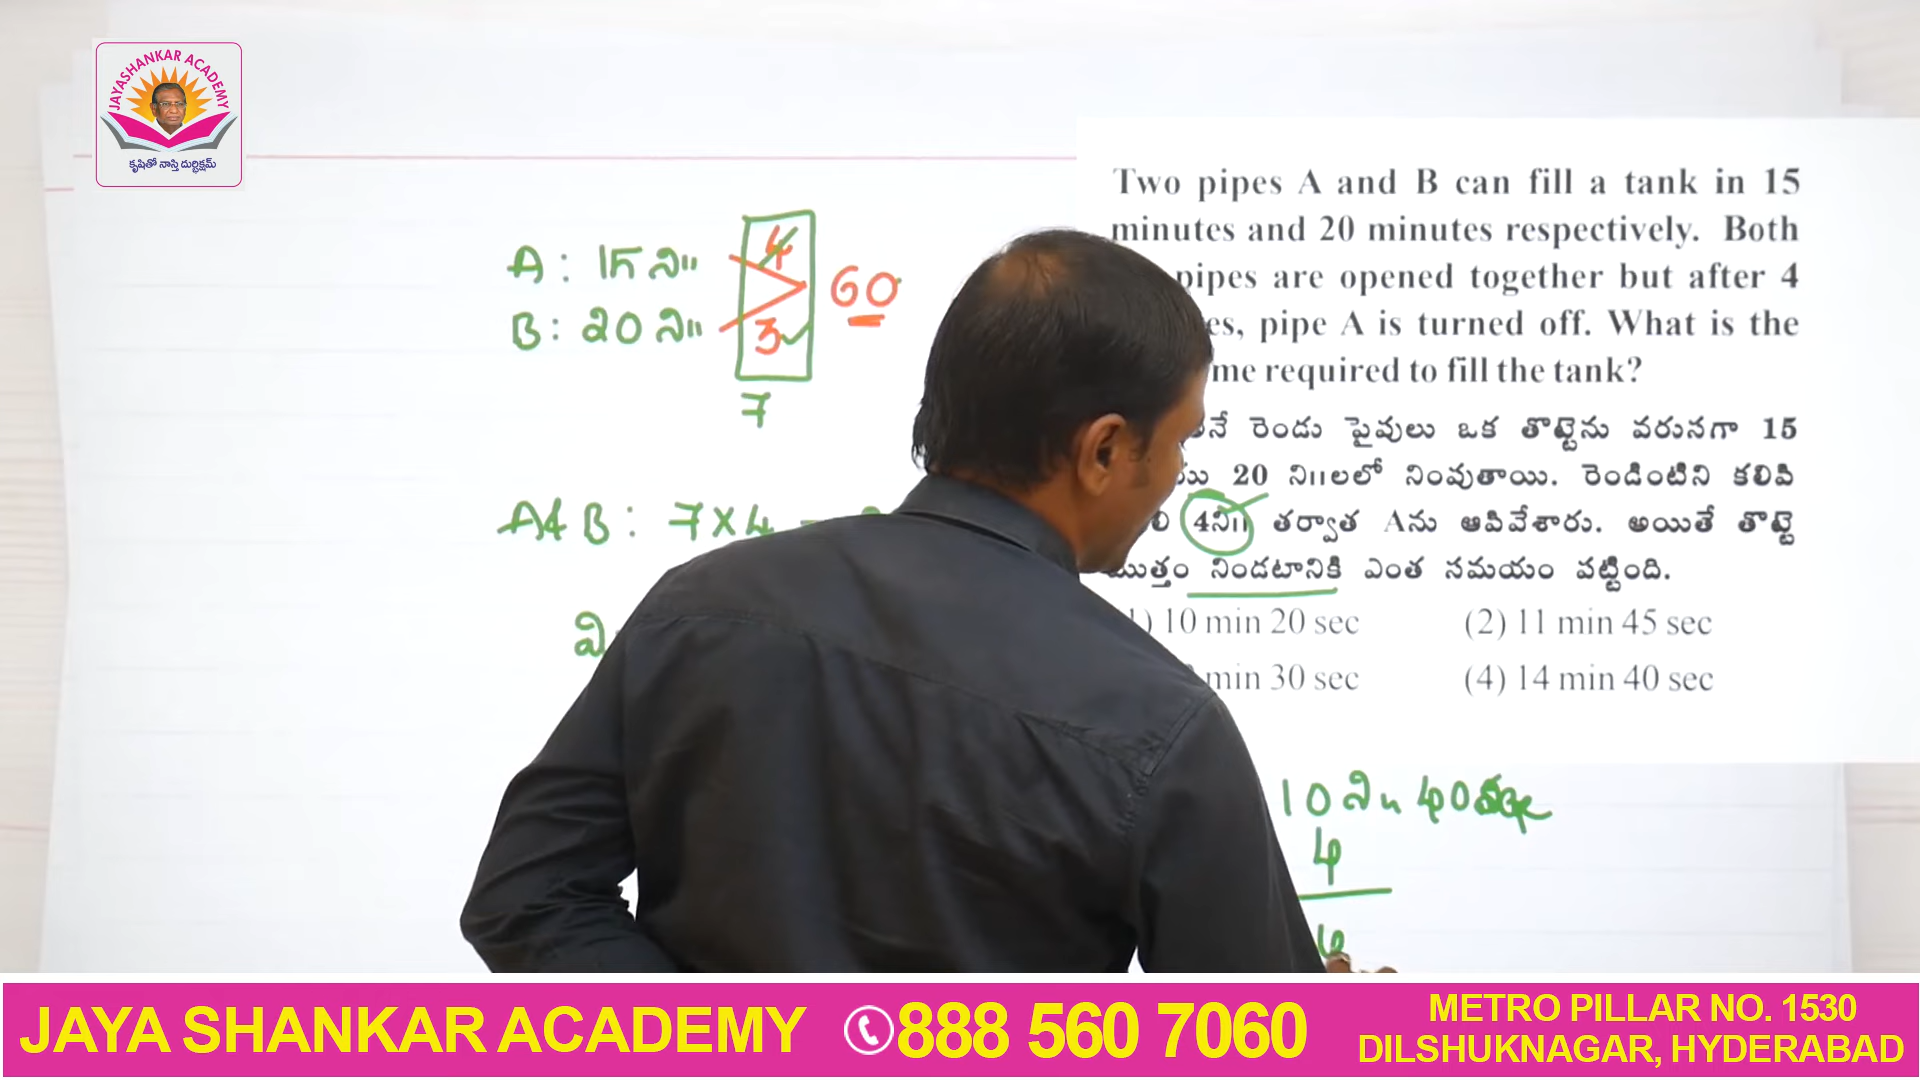 JAYASHANKAR ACADEMY
కృషితో నాస్తి దుర్భిక్షమ్
A : 15 ని॥ 4
B : 20 ని॥ 3
60
7
A & B : 7 × 4 =
వి
Two pipes A and B can fill a tank in 15
minutes and 20 minutes respectively. Both
pipes are opened together but after 4
pipe A is turned off. What is the
required to fill the tank?
రెండు పైపులు ఒక తొట్టెను వరునగా 15
20 ని॥లలో నింపుతాయి. రెండింటిని కలిపి
4ని॥ తర్వాత Aను ఆపివేశారు. అయితే తొట్టె
మొత్తం నిండటానికి ఎంత సమయం పట్టింది.
10 min 20 sec (2) 11 min 45 sec
min 30 sec (4) 14 min 40 sec
10 ని॥ 40
4
JAYA SHANKAR ACADEMY
888 560 7060
METRO PILLAR NO. 1530
DILSHUKNAGAR, HYDERABAD